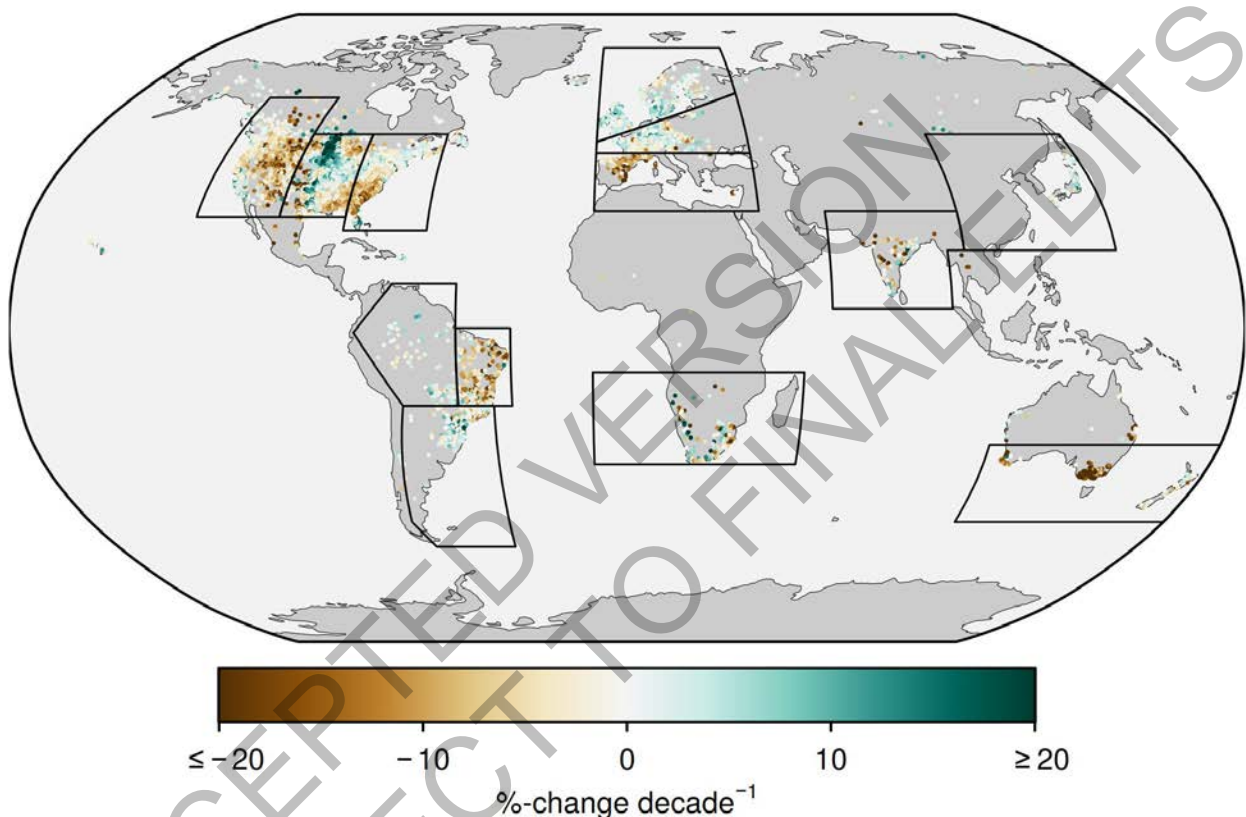 ACCEPTED VERSION
SUBJECT TO FINAL EDITS
≤ −20 −10 0 10 ≥ 20
%-change decade⁻¹